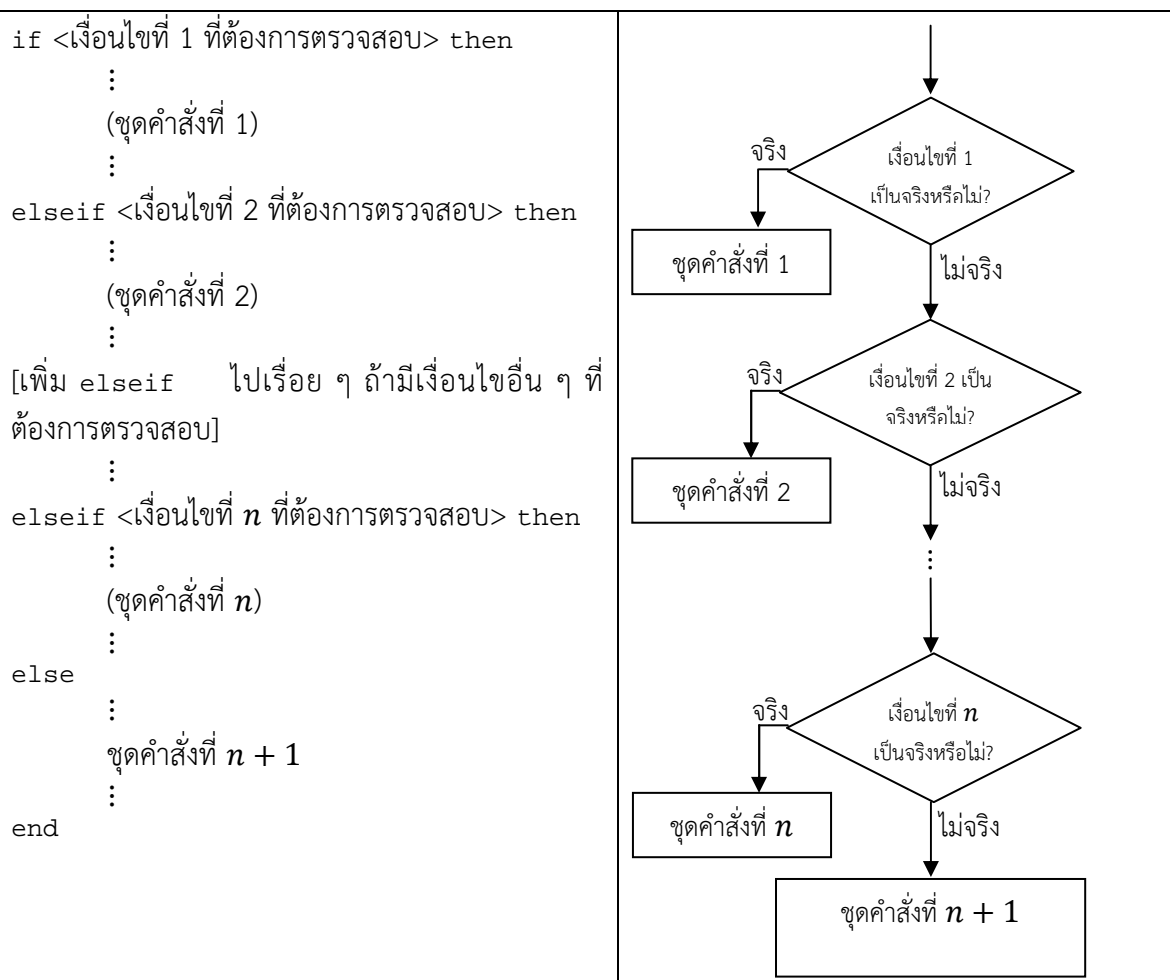 if <เงื่อนไขที่ 1 ที่ต้องการตรวจสอบ> then
⋮
(ชุดคำสั่งที่ 1)
⋮
elseif <เงื่อนไขที่ 2 ที่ต้องการตรวจสอบ> then
⋮
(ชุดคำสั่งที่ 2)
⋮
[เพิ่ม elseif ไปเรื่อย ๆ ถ้ามีเงื่อนไขอื่น ๆ ที่
ต้องการตรวจสอบ]
⋮
elseif <เงื่อนไขที่ n ที่ต้องการตรวจสอบ> then
⋮
(ชุดคำสั่งที่ n)
⋮
else
⋮
ชุดคำสั่งที่ n + 1
⋮
end
เงื่อนไขที่ 1
เป็นจริงหรือไม่?
จริง
ชุดคำสั่งที่ 1
ไม่จริง
เงื่อนไขที่ 2 เป็น
จริงหรือไม่?
จริง
ชุดคำสั่งที่ 2
ไม่จริง
⋮
เงื่อนไขที่ n
เป็นจริงหรือไม่?
จริง
ชุดคำสั่งที่ n
ไม่จริง
ชุดคำสั่งที่ n + 1